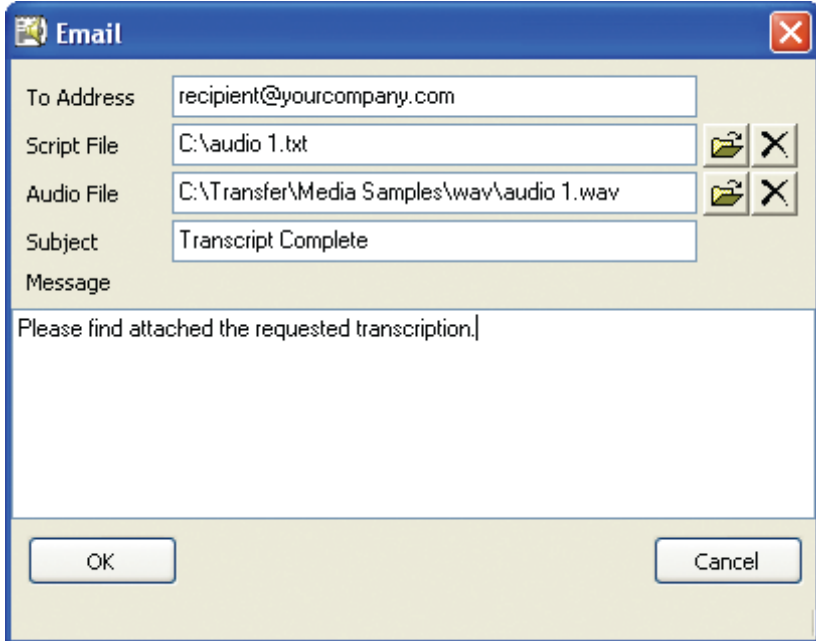 Email
To Address recipient@yourcompany.com
Script File C:\audio 1.txt
Audio File C:\Transfer\Media Samples\wav\audio 1.wav
Subject Transcript Complete
Message
Please find attached the requested transcription.
OK Cancel